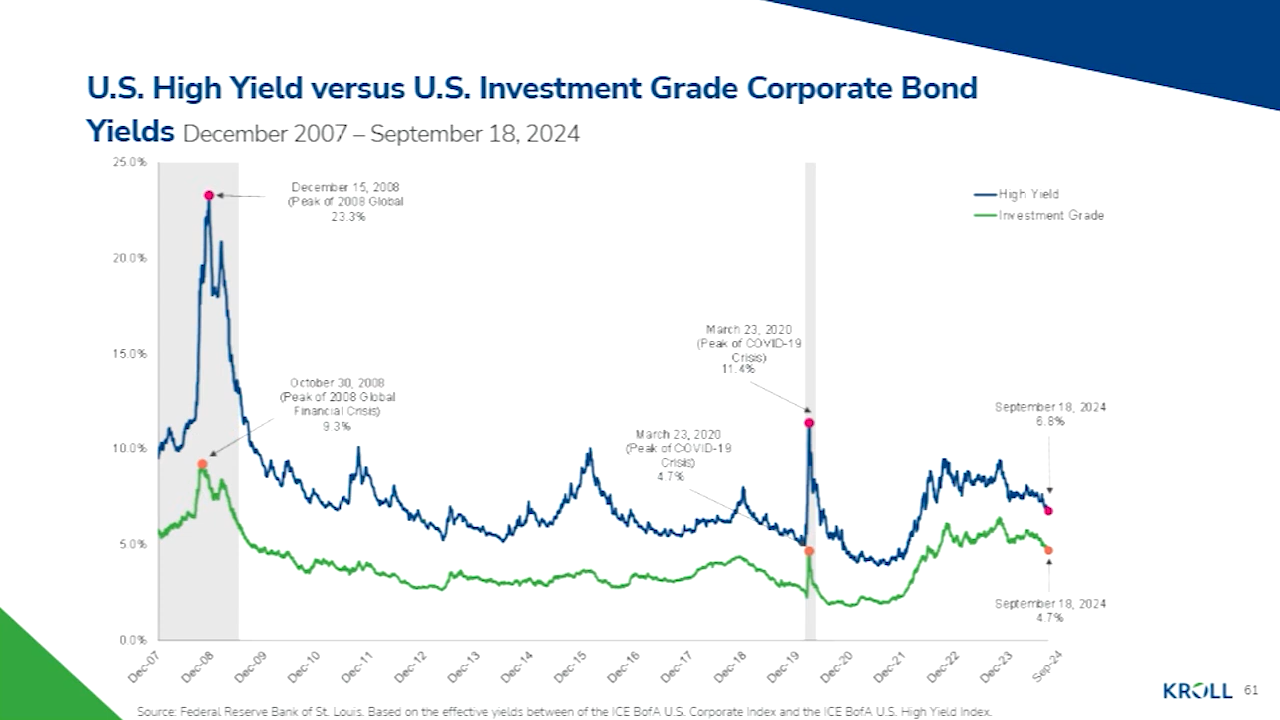 U.S. High Yield versus U.S. Investment Grade Corporate Bond
Yields December 2007 – September 18, 2024
25.0%
20.0%
15.0%
10.0%
5.0%
0.0%
December 15, 2008
(Peak of 2008 Global
23.3%
October 30, 2008
(Peak of 2008 Global
Financial Crisis)
9.3%
March 23, 2020
(Peak of COVID-19
Crisis)
11.4%
March 23, 2020
(Peak of COVID-19
Crisis)
4.7%
High Yield
Investment Grade
September 18, 2024
6.8%
September 18, 2024
4.7%
Dec-07
Dec-08
Dec-09
Dec-10
Dec-11
Dec-12
Dec-13
Dec-14
Dec-15
Dec-16
Dec-17
Dec-18
Dec-19
Dec-20
Dec-21
Dec-22
Dec-23
Sep-24
KROLL 61
Source: Federal Reserve Bank of St. Louis. Based on the effective yields between of the ICE BofA U.S. Corporate Index and the ICE BofA U.S. High Yield Index.